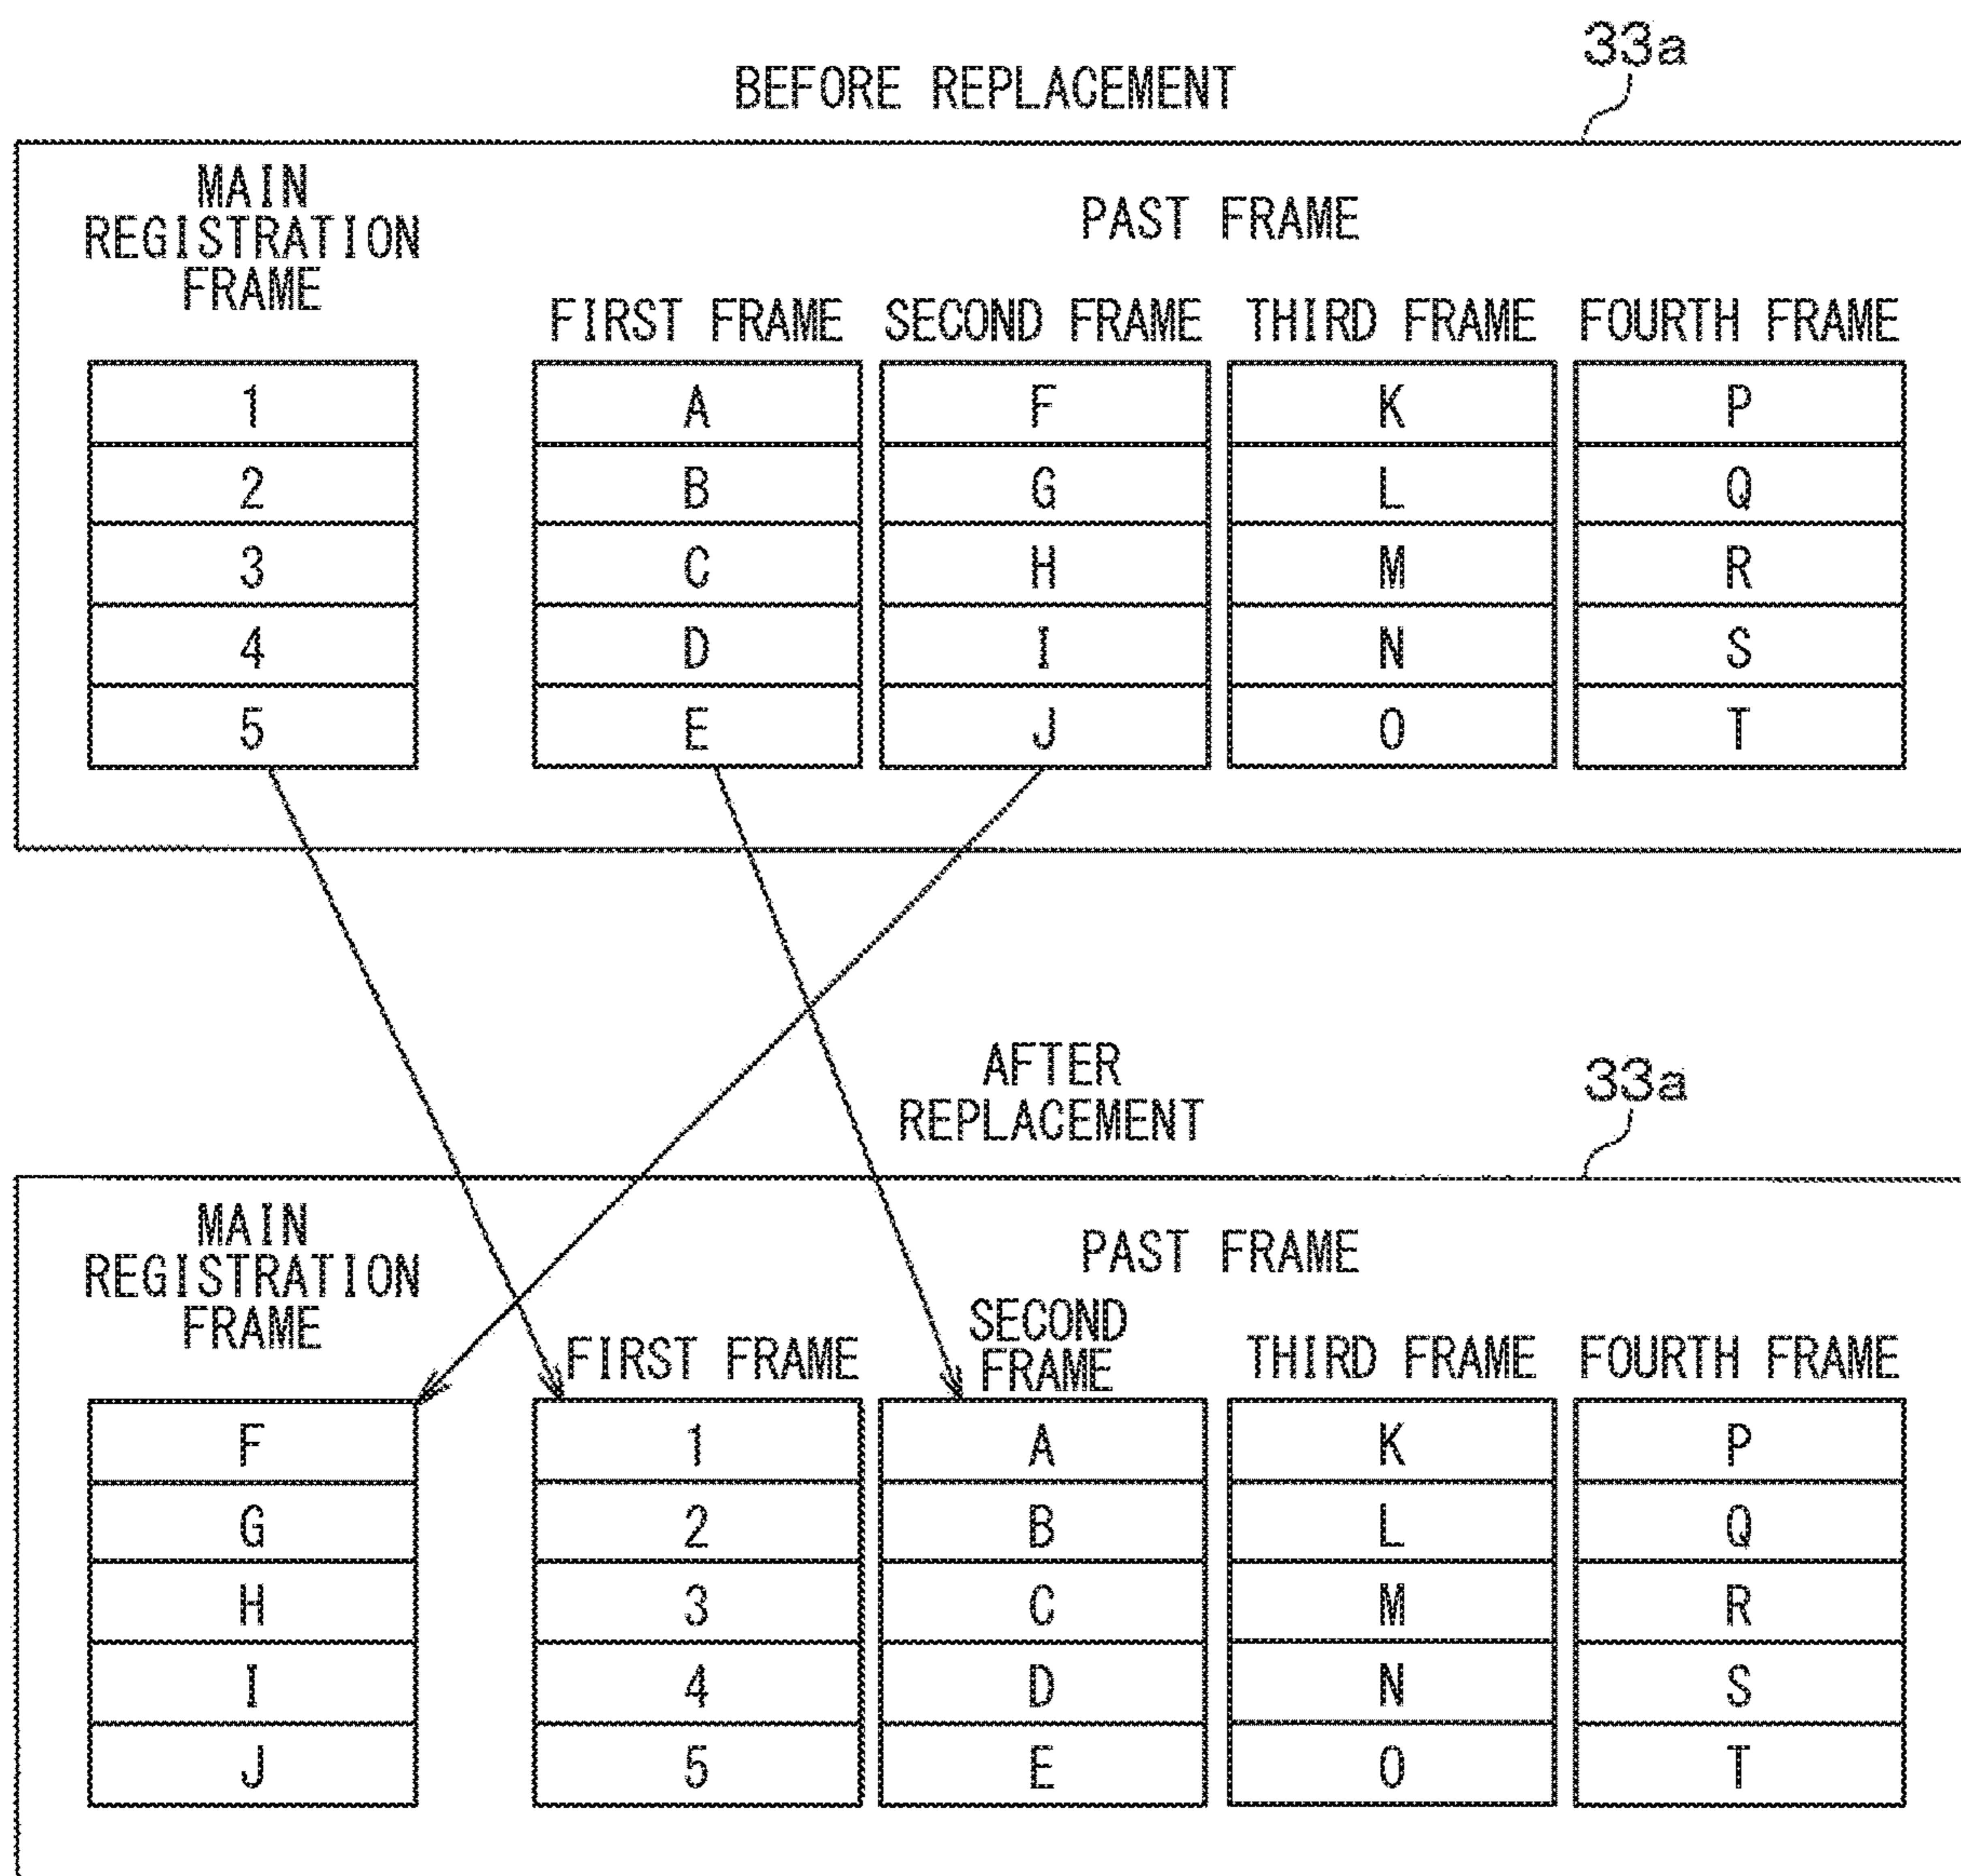 33a
BEFORE REPLACEMENT
MAIN
REGISTRATION
FRAME
PAST FRAME
FIRST FRAME SECOND FRAME THIRD FRAME FOURTH FRAME
1 A F K P
2 B G L Q
3 C H M R
4 D I N S
5 E J O T
AFTER
REPLACEMENT
33a
MAIN
REGISTRATION
FRAME
PAST FRAME
FIRST FRAME
SECOND
FRAME
THIRD FRAME FOURTH FRAME
F 1 A K P
G 2 B L Q
H 3 C M R
I 4 D N S
J 5 E O T